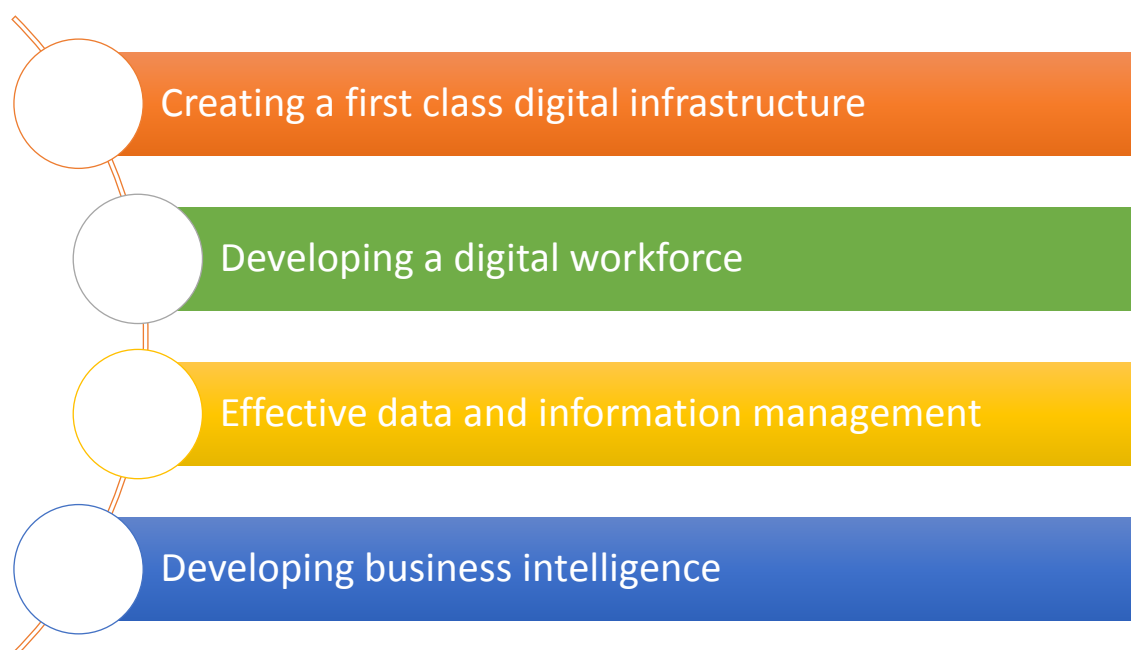 Creating a first class digital infrastructure
Developing a digital workforce
Effective data and information management
Developing business intelligence